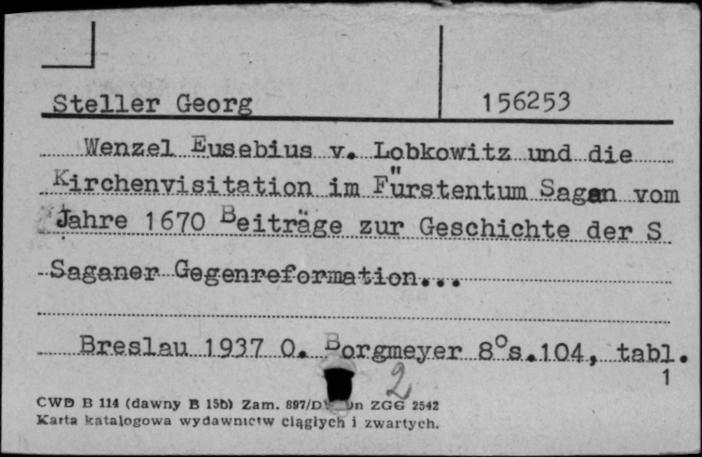 Steller Georg 156253
Wenzel Eusebius v. Lobkowitz und die
Kirchenvisitation im Fürstentum Sagan vom
Jahre 1670 Beiträge zur Geschichte der S
Saganer Gegenreformation...
Breslau 1937 O. Borgmeyer 8°s.104, tabl.
1
2
CWD B 114 (dawny B 15b) Zam. 897/D ZGG 2542
Karta katalogowa wydawnictw ciągłych i zwartych.